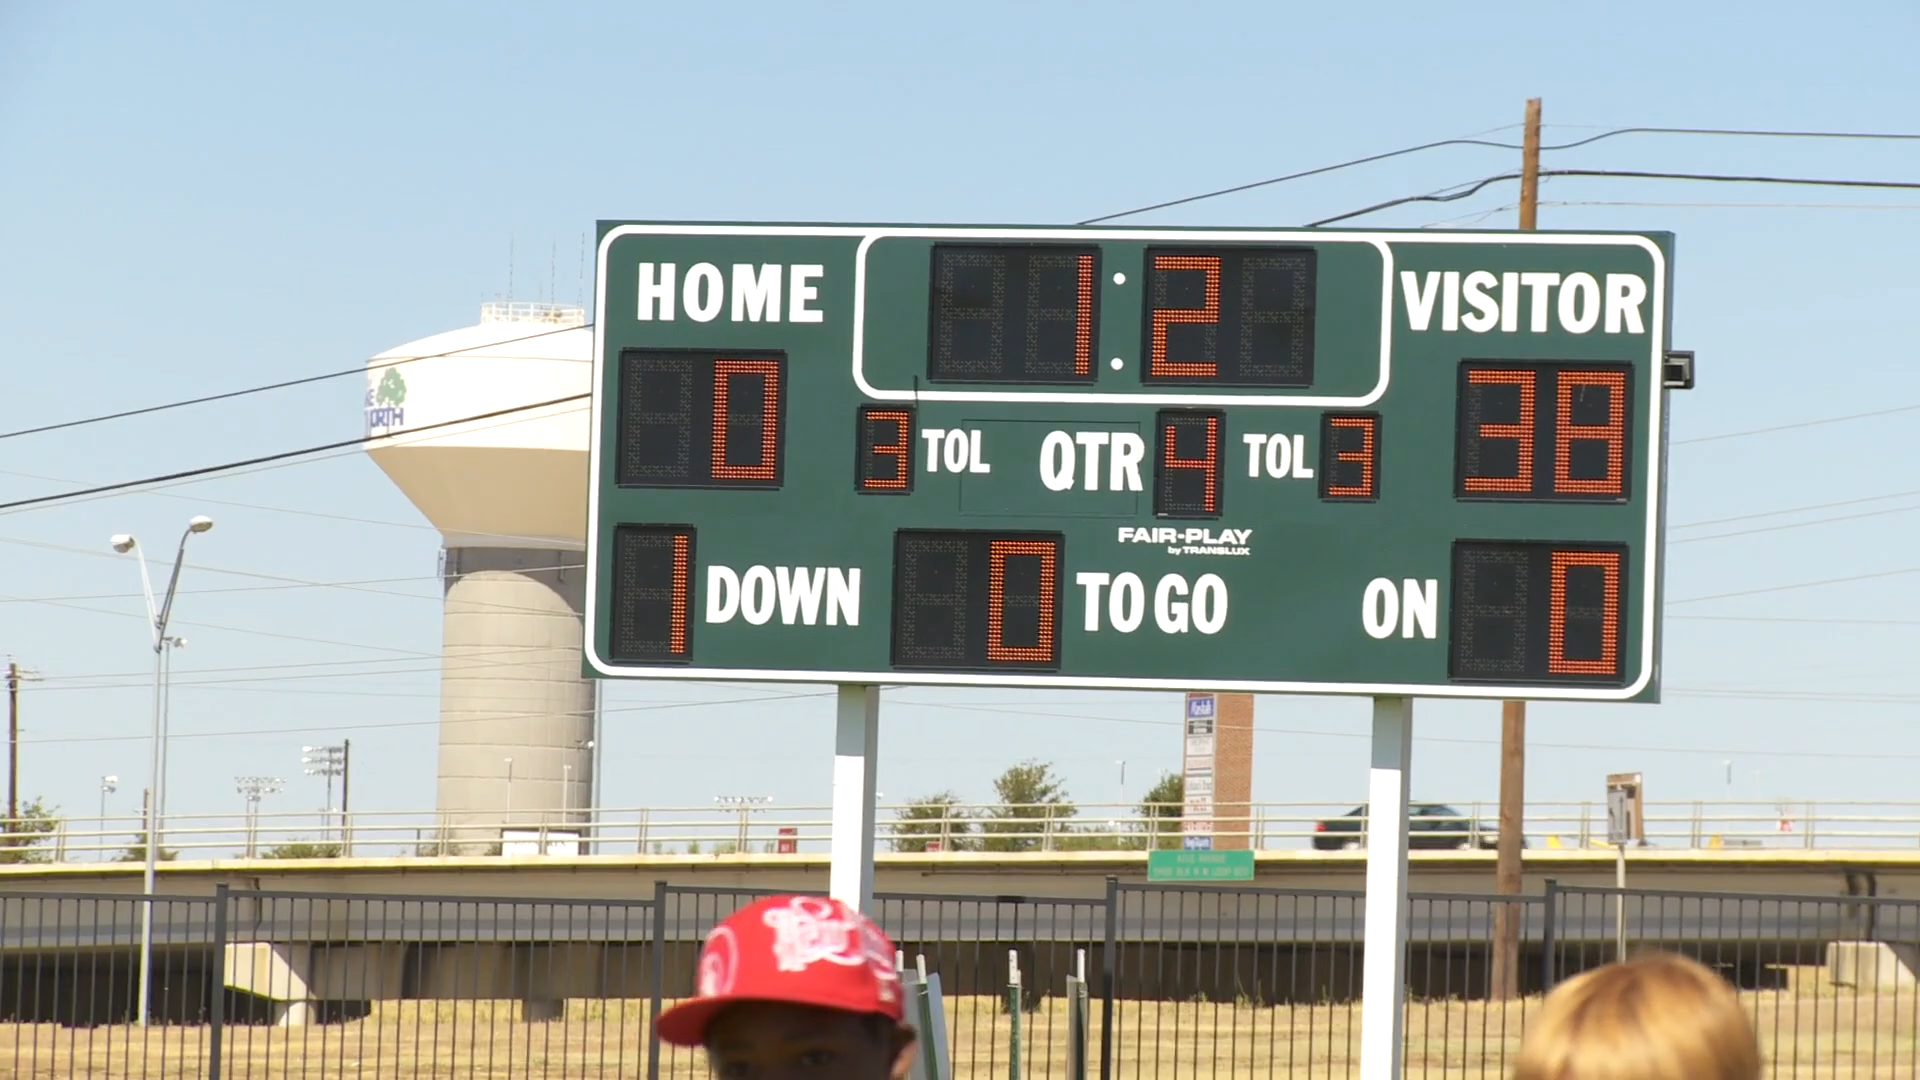 HOME
1:2
VISITOR
0
38
3 TOL QTR 4 TOL 3
FAIR-PLAY
by TRANSLUX
1 DOWN 0 TO GO ON 0